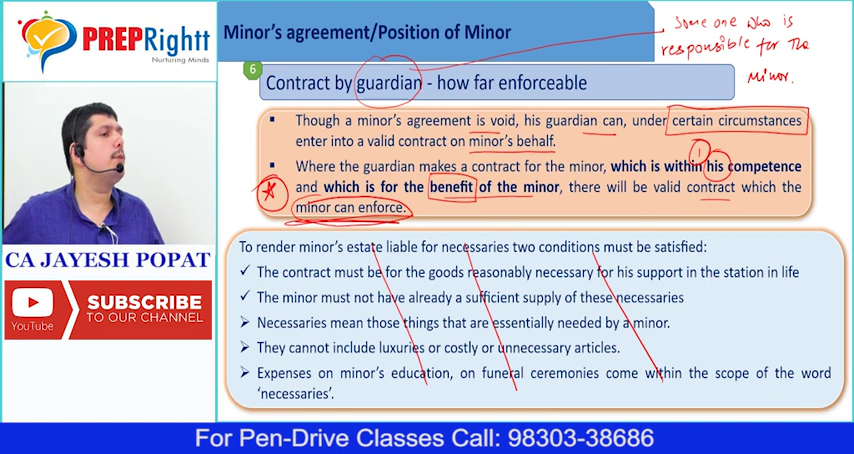 PREPRightt
Nurturing Minds
Minor's agreement/Position of Minor
Some one who is
responsible for the
minor.
6
Contract by guardian - how far enforceable
Though a minor's agreement is void, his guardian can, under certain circumstances
enter into a valid contract on minor's behalf.
1
Where the guardian makes a contract for the minor, which is within his competence
and which is for the benefit of the minor, there will be valid contract which the
minor can enforce.
To render minor's estate liable for necessaries two conditions must be satisfied:
✓ The contract must be for the goods reasonably necessary for his support in the station in life
✓ The minor must not have already a sufficient supply of these necessaries
➢ Necessaries mean those things that are essentially needed by a minor.
➢ They cannot include luxuries or costly or unnecessary articles.
➢ Expenses on minor's education, on funeral ceremonies come within the scope of the word
'necessaries'.
CA JAYESH POPAT
YouTube
SUBSCRIBE
TO OUR CHANNEL
For Pen-Drive Classes Call: 98303-38686